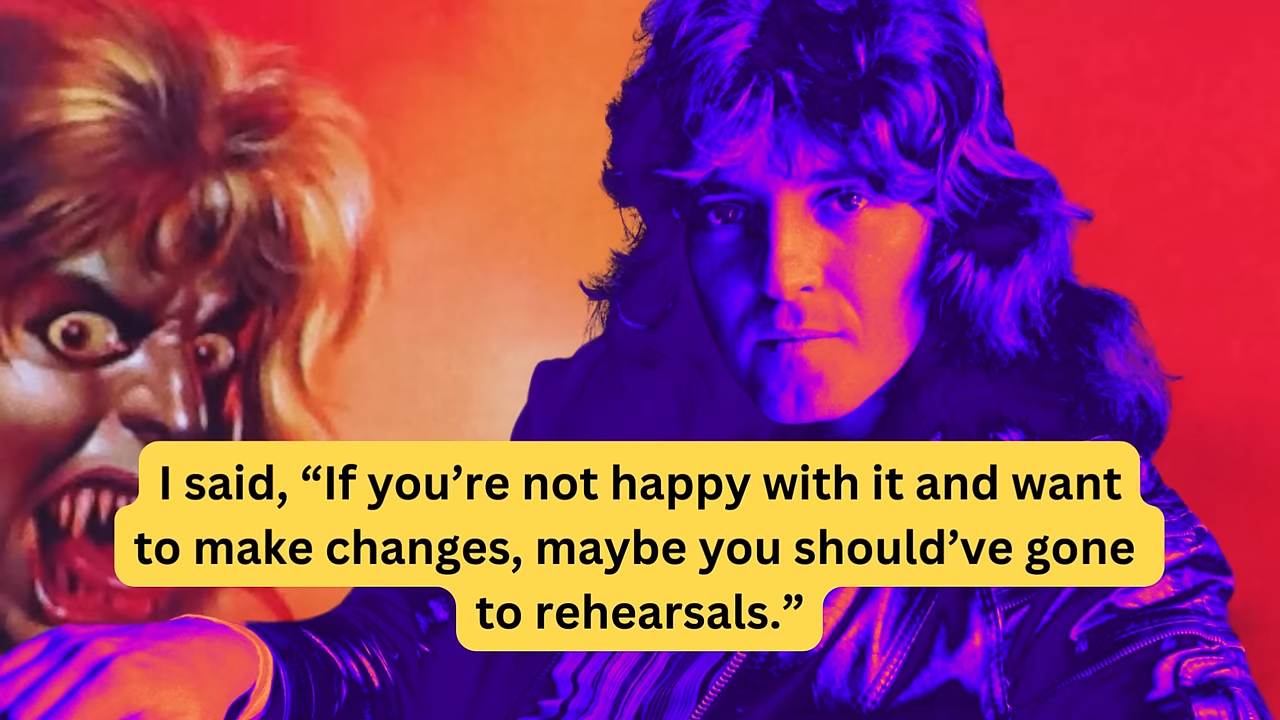 I said, “If you’re not happy with it and want
to make changes, maybe you should’ve gone
to rehearsals.”